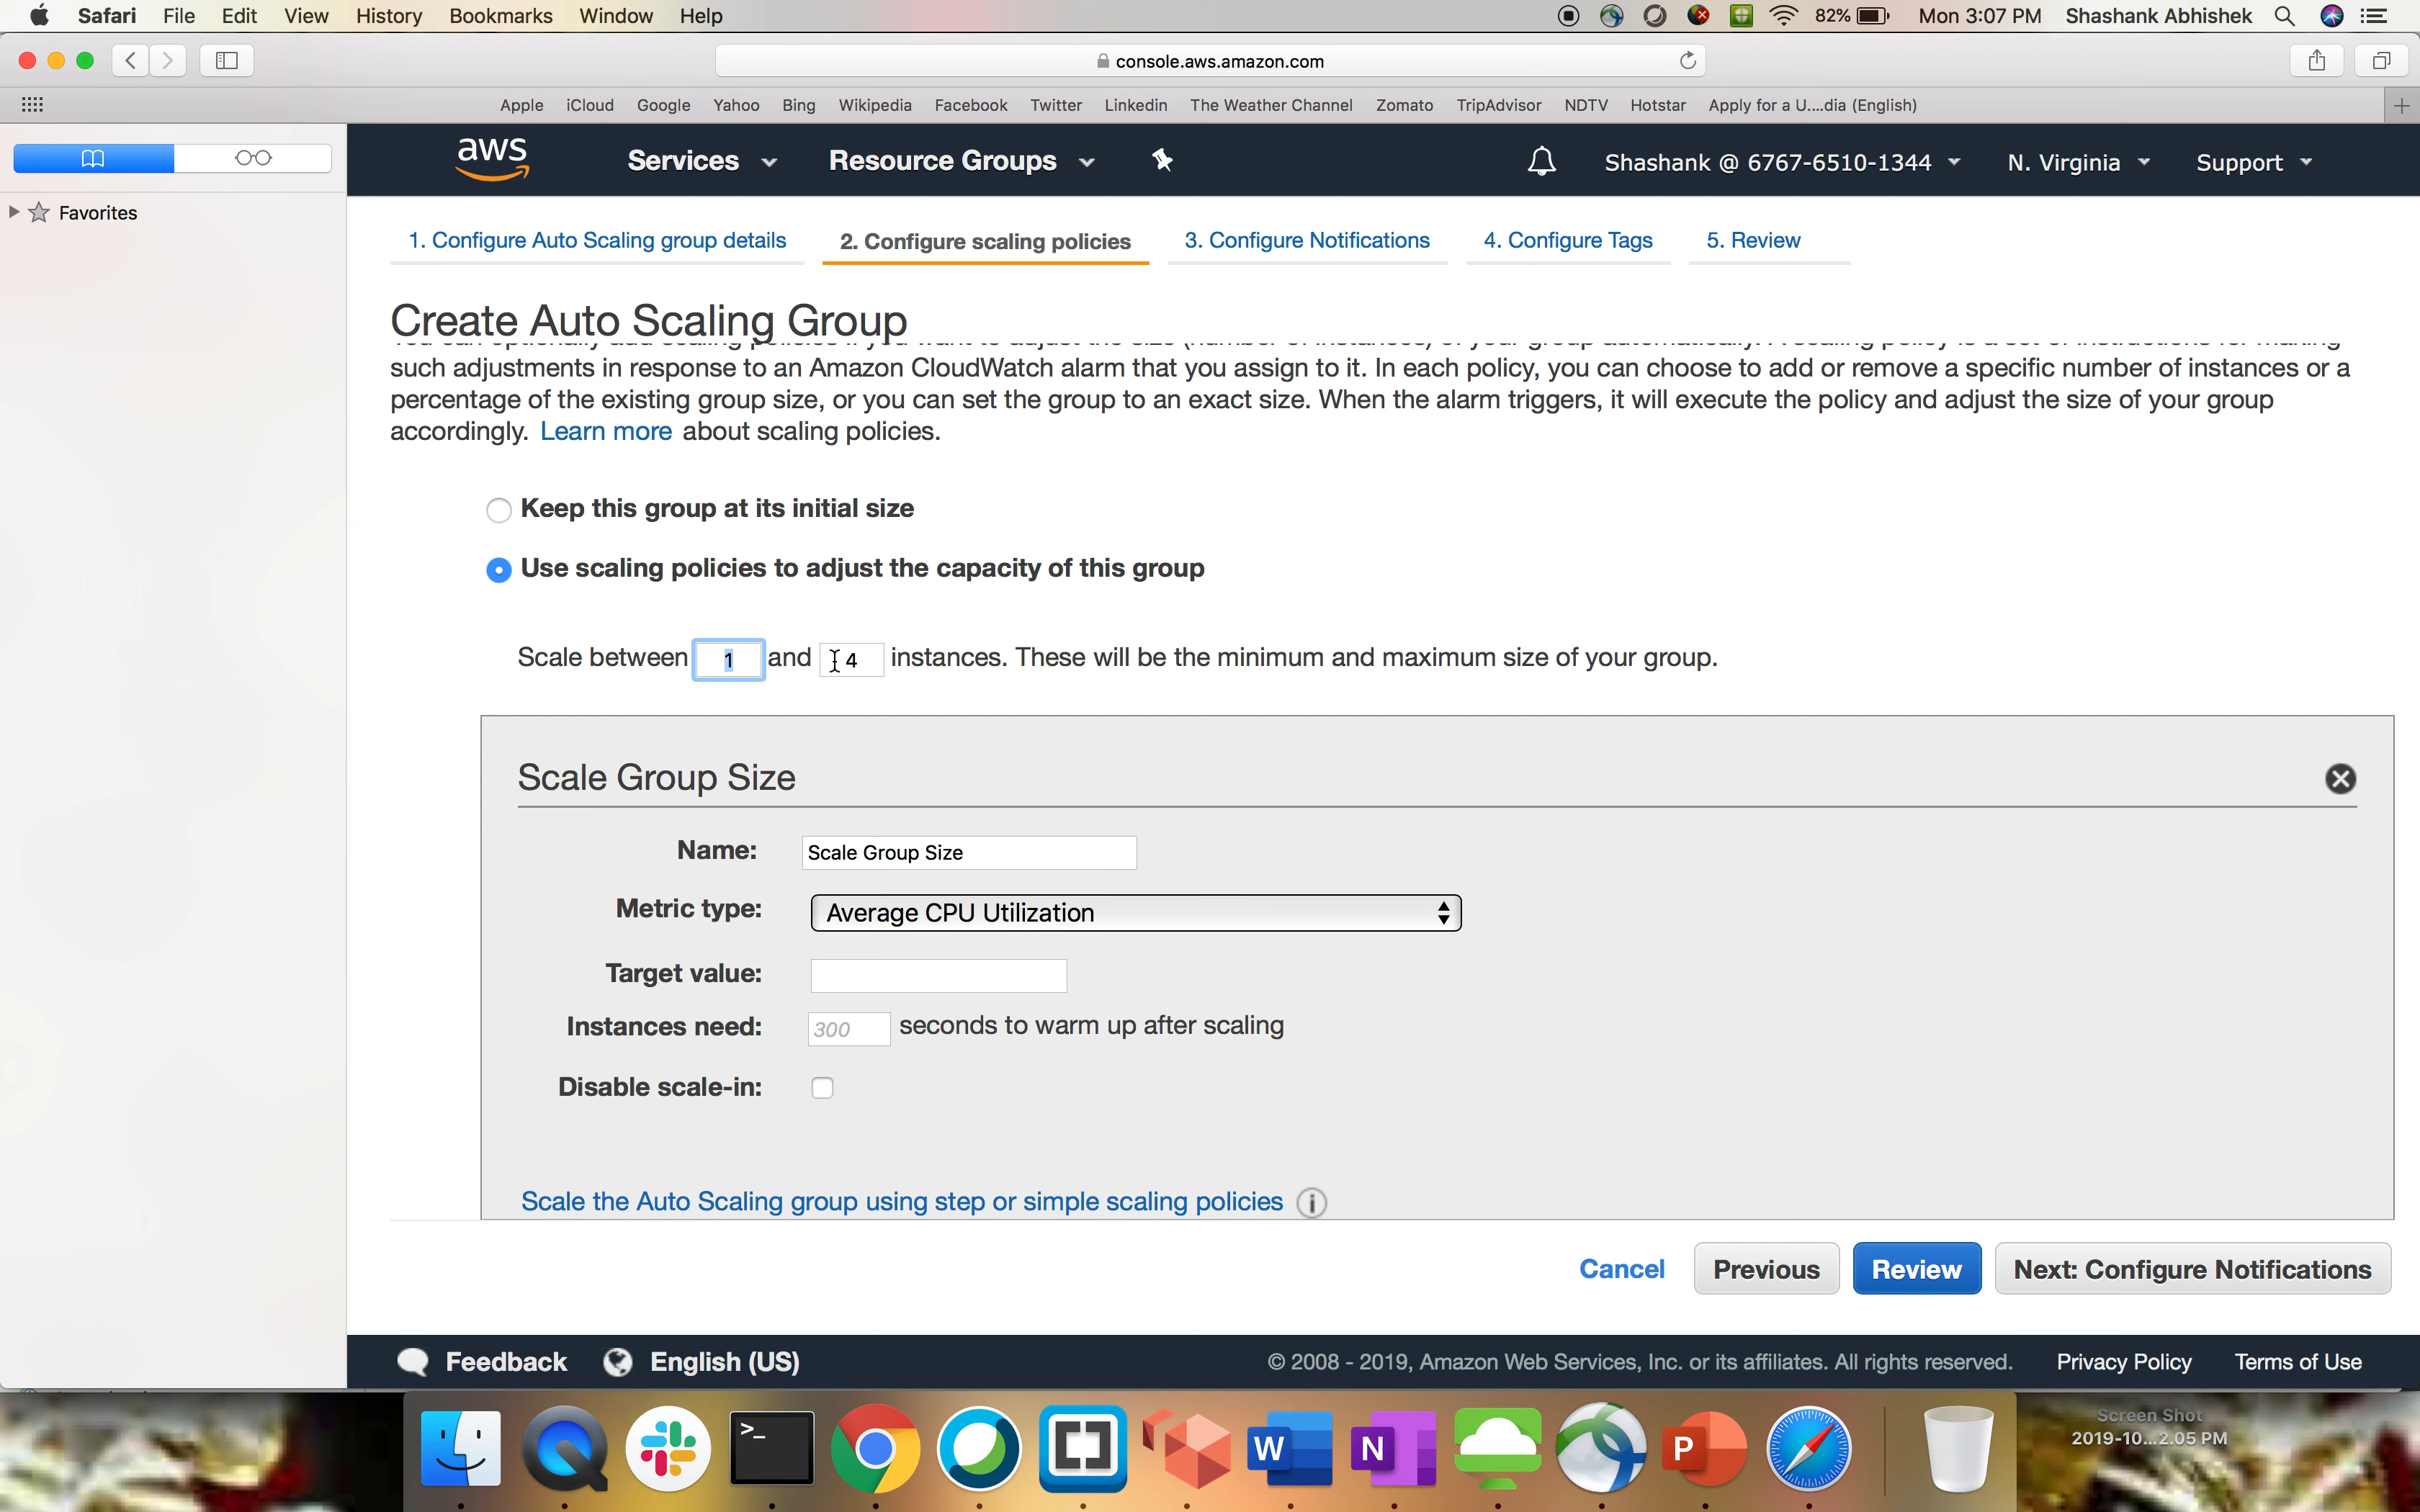 Safari File Edit View History Bookmarks Window Help 82% Mon 3:07 PM Shashank Abhishek
console.aws.amazon.com
Apple iCloud Google Yahoo Bing Wikipedia Facebook Twitter Linkedin The Weather Channel Zomato TripAdvisor NDTV Hotstar Apply for a U....dia (English)
Favorites
aws Services Resource Groups Shashank @ 6767-6510-1344 N. Virginia Support
1. Configure Auto Scaling group details 2. Configure scaling policies 3. Configure Notifications 4. Configure Tags 5. Review
Create Auto Scaling Group
such adjustments in response to an Amazon CloudWatch alarm that you assign to it. In each policy, you can choose to add or remove a specific number of instances or a
percentage of the existing group size, or you can set the group to an exact size. When the alarm triggers, it will execute the policy and adjust the size of your group
accordingly. Learn more about scaling policies.
Keep this group at its initial size
Use scaling policies to adjust the capacity of this group
Scale between 1 and 4 instances. These will be the minimum and maximum size of your group.
Scale Group Size
Name: Scale Group Size
Metric type: Average CPU Utilization
Target value:
Instances need: 300 seconds to warm up after scaling
Disable scale-in:
Scale the Auto Scaling group using step or simple scaling policies i
Cancel Previous Review Next: Configure Notifications
Feedback English (US) © 2008 - 2019, Amazon Web Services, Inc. or its affiliates. All rights reserved. Privacy Policy Terms of Use
Screen Shot
2019-10...2.05 PM
>_ W N P